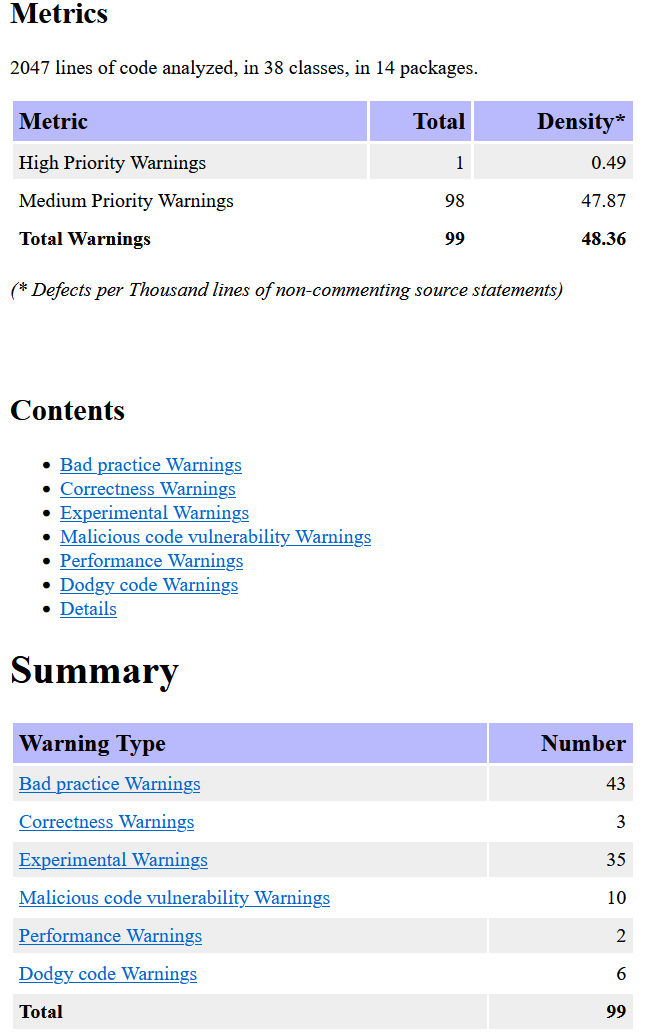 Metrics
2047 lines of code analyzed, in 38 classes, in 14 packages.
Metric Total Density*
High Priority Warnings 1 0.49
Medium Priority Warnings 98 47.87
Total Warnings 99 48.36
(* Defects per Thousand lines of non-commenting source statements)
Contents
• Bad practice Warnings
• Correctness Warnings
• Experimental Warnings
• Malicious code vulnerability Warnings
• Performance Warnings
• Dodgy code Warnings
• Details
Summary
Warning Type Number
Bad practice Warnings 43
Correctness Warnings 3
Experimental Warnings 35
Malicious code vulnerability Warnings 10
Performance Warnings 2
Dodgy code Warnings 6
Total 99